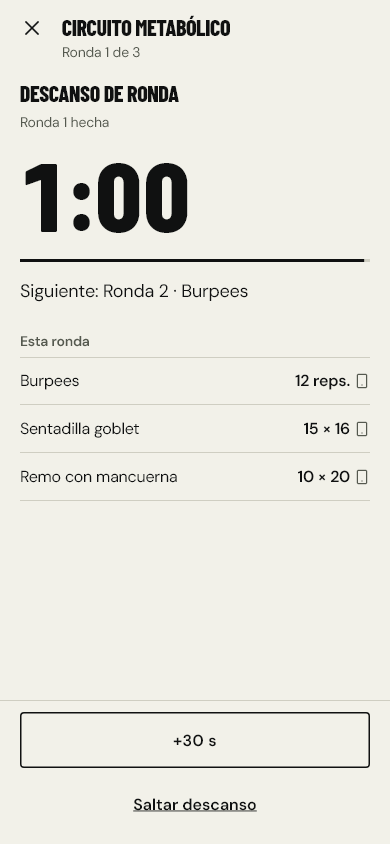 CIRCUITO METABÓLICO
Ronda 1 de 3
DESCANSO DE RONDA
Ronda 1 hecha
1:00
Siguiente: Ronda 2 · Burpees
Esta ronda
Burpees 12 reps.
Sentadilla goblet 15 × 16
Remo con mancuerna 10 × 20
+30 s
Saltar descanso